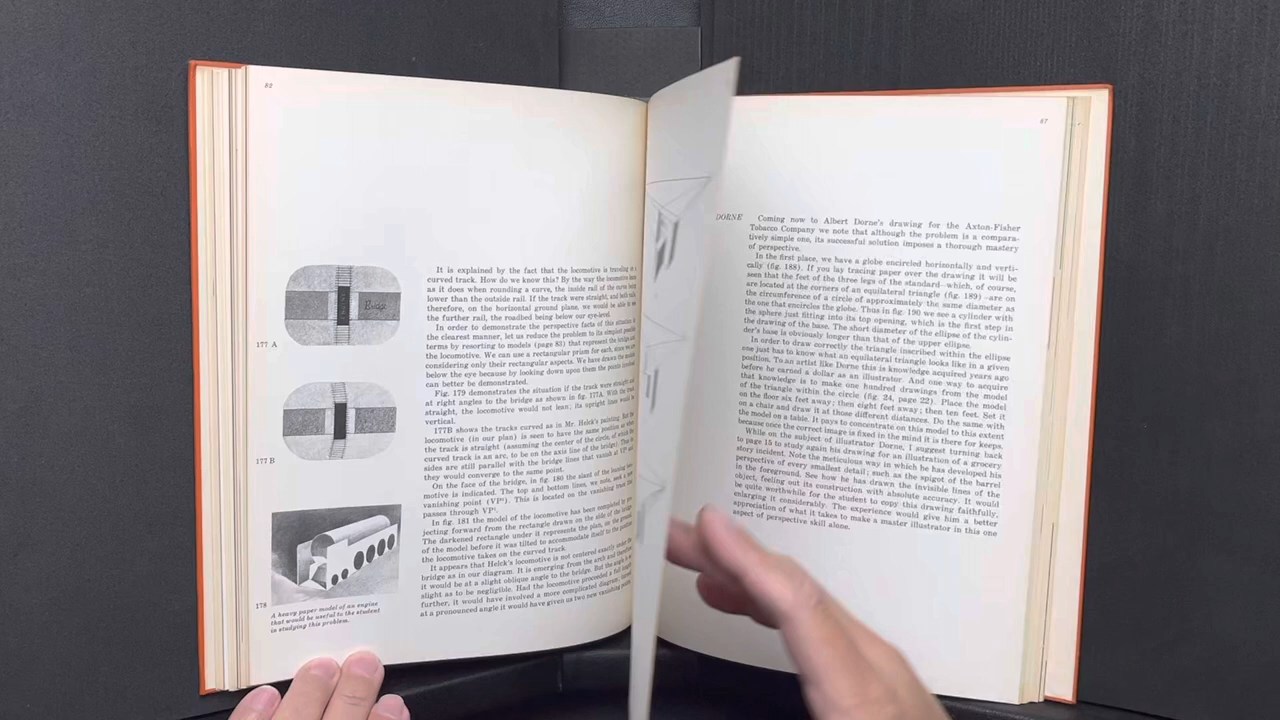 82
177 A
177 B
178
A heavy paper model of an engine
that would be useful to the student
in studying this problem.
It is explained by the fact that the locomotive is traveling on a
curved track. How do we know this? By the way the locomotive leans
as it does when rounding a curve, the inside rail of the curve being
lower than the outside rail. If the track were straight, and both rails,
therefore, on the horizontal ground plane, we would be able to see
the further rail, the roadbed being below our eye-level.
In order to demonstrate the perspective facts of this situation in
the clearest manner, let us reduce the problem to its simplest possible
terms by resorting to models (page 83) that represent the bridge and
the locomotive. We can use a rectangular prism for each, since we are
considering only their rectangular aspects. We have drawn the models
below the eye because by looking down upon them the points involved
can better be demonstrated.
Fig. 179 demonstrates the situation if the track were straight and
at right angles to the bridge as shown in fig. 177A. With the track
straight, the locomotive would not lean; its upright lines would be
vertical.
177B shows the tracks curved as in Mr. Helck's painting. But the
locomotive (in our plan) is seen to have the same position as when
the track is straight (assuming the center of the circle, of which the
curved track is an arc, to be on the axis line of the bridge). Thus its
sides are still parallel with the bridge lines that vanish at VP and
they would converge to the same point.
On the face of the bridge, in fig. 180 the slant of the leaning loco-
motive is indicated. The top and bottom lines, we note, seek a new
vanishing point (VP). This is located on the vanishing trace that
passes through VP¹.
In fig. 181 the model of the locomotive has been completed by pro-
jecting forward from the rectangle drawn on the side of the bridge.
The darkened rectangle under it represents the plan, on the ground,
of the model before it was tilted to accommodate itself to the position
the locomotive takes on the curved track.
It appears that Helck's locomotive is not centered exactly under the
bridge as in our diagram. It is emerging from the arch and therefore
it would be at a slight oblique angle to the bridge. But the angle is so
slight as to be negligible. Had the locomotive proceeded a full length
further, it would have involved a more complicated diagram; turned
at a pronounced angle it would have given us two new vanishing points.
87
DORNE
Coming now to Albert Dorne's drawing for the Axton-Fisher
Tobacco Company we note that although the problem is a compara-
tively simple one, its successful solution imposes a thorough mastery
of perspective.
In the first place, we have a globe encircled horizontally and verti-
cally (fig. 188). If you lay tracing paper over the drawing it will be
seen that the feet of the three legs of the standard—which, of course,
are located at the corners of an equilateral triangle (fig. 189)—are on
the circumference of a circle of approximately the same diameter as
the one that encircles the globe. Thus in fig. 190 we see a cylinder with
the sphere just fitting into its top opening, which is the first step in
the drawing of the base. The short diameter of the ellipse of the cylin-
der's base is obviously longer than that of the upper ellipse.
In order to draw correctly the triangle inscribed within the ellipse
one just has to know what an equilateral triangle looks like in a given
position. To an artist like Dorne this is knowledge acquired years ago
before he earned a dollar as an illustrator. And one way to acquire
that knowledge is to make one hundred drawings from the model
of the triangle within the circle (fig. 24, page 22). Place the model
on the floor six feet away; then eight feet away; then ten feet. Set it
on a chair and draw it at those different distances. Do the same with
the model on a table. It pays to concentrate on this model to this extent
because once the correct image is fixed in the mind it is there for keeps.
While on the subject of illustrator Dorne, I suggest turning back
to page 15 to study again his drawing for an illustration of a grocery
story incident. Note the meticulous way in which he has developed his
perspective of every smallest detail; such as the spigot of the barrel
in the foreground. See how he has drawn the invisible lines of the
object, feeling out its construction with absolute accuracy. It would
be quite worthwhile for the student to copy this drawing faithfully,
enlarging it considerably. The experience would give him a better
appreciation of what it takes to make a master illustrator in this one
aspect of perspective skill alone.